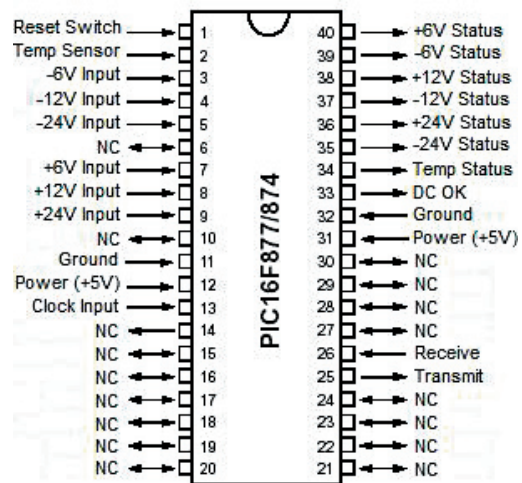 Reset Switch 1 40 +6V Status
Temp Sensor 2 39 -6V Status
-6V Input 3 38 +12V Status
-12V Input 4 37 -12V Status
-24V Input 5 36 +24V Status
NC 6 35 -24V Status
+6V Input 7 34 Temp Status
+12V Input 8 33 DC OK
+24V Input 9 32 Ground
NC 10 31 Power (+5V)
Ground 11 30 NC
Power (+5V) 12 29 NC
Clock Input 13 28 NC
NC 14 27 NC
NC 15 26 Receive
NC 16 25 Transmit
NC 17 24 NC
NC 18 23 NC
NC 19 22 NC
NC 20 21 NC
PIC16F877/874